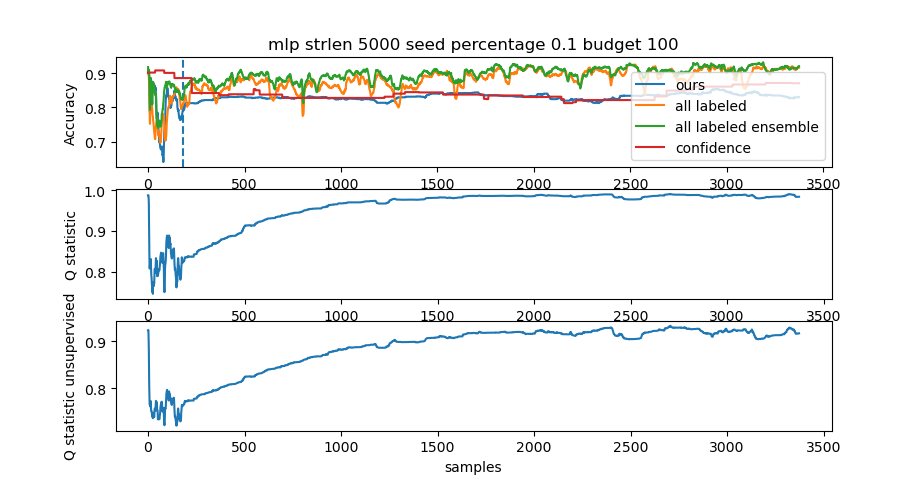 mlp strlen 5000 seed percentage 0.1 budget 100
Accuracy
0.9
0.8
0.7
ours
all labeled
all labeled ensemble
confidence
0 500 1000 1500 2000 2500 3000 3500
Q statistic
1.0
0.9
0.8
0 500 1000 1500 2000 2500 3000 3500
Q statistic unsupervised
0.9
0.8
0 500 1000 1500 2000 2500 3000 3500
samples